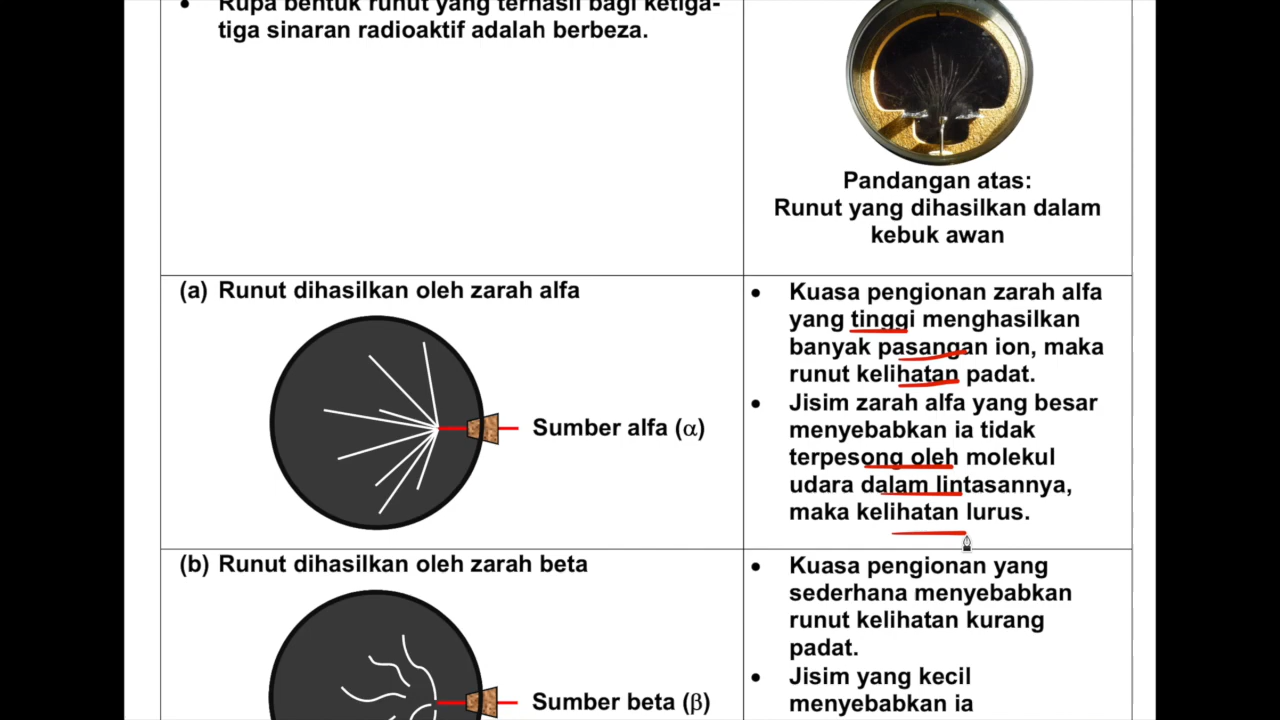 • Rupa bentuk runut yang terhasil bagi ketiga-
tiga sinaran radioaktif adalah berbeza.
Pandangan atas:
Runut yang dihasilkan dalam
kebuk awan
(a) Runut dihasilkan oleh zarah alfa
Sumber alfa (α)
• Kuasa pengionan zarah alfa
yang tinggi menghasilkan
banyak pasangan ion, maka
runut kelihatan padat.
• Jisim zarah alfa yang besar
menyebabkan ia tidak
terpesong oleh molekul
udara dalam lintasannya,
maka kelihatan lurus.
(b) Runut dihasilkan oleh zarah beta
Sumber beta (β)
• Kuasa pengionan yang
sederhana menyebabkan
runut kelihatan kurang
padat.
• Jisim yang kecil
menyebabkan ia